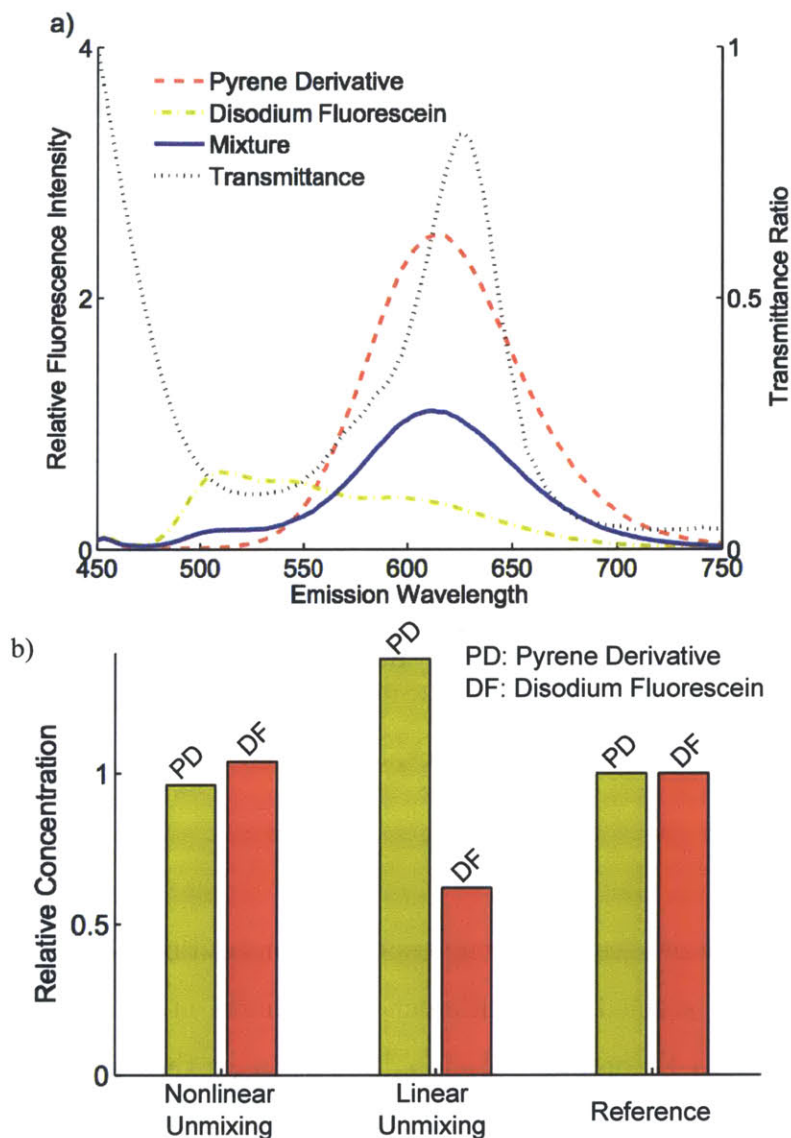 a)
4
2
0
Relative Fluorescence Intensity
Pyrene Derivative
Disodium Fluorescein
Mixture
Transmittance
1
0.5
0
Transmittance Ratio
450 500 550 600 650 700 750
Emission Wavelength
b)
PD: Pyrene Derivative
DF: Disodium Fluorescein
Relative Concentration
1
0.5
0
PD DF
PD DF
PD DF
Nonlinear
Unmixing
Linear
Unmixing
Reference